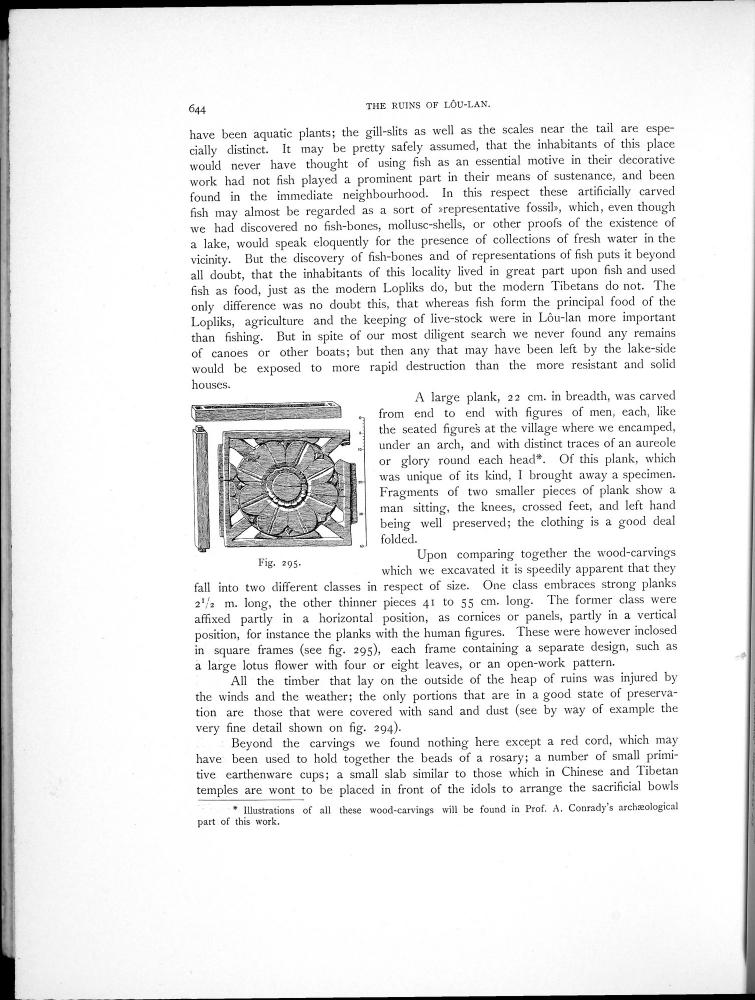 644
THE RUINS OF LÔU-LAN.
have been aquatic plants; the gill-slits as well as the scales near the tail are espe-
cially distinct. It may be pretty safely assumed, that the inhabitants of this place
would never have thought of using fish as an essential motive in their decorative
work had not fish played a prominent part in their means of sustenance, and been
found in the immediate neighbourhood. In this respect these artificially carved
fish may almost be regarded as a sort of »representative fossil», which, even though
we had discovered no fish-bones, mollusc-shells, or other proofs of the existence of
a lake, would speak eloquently for the presence of collections of fresh water in the
vicinity. But the discovery of fish-bones and of representations of fish puts it beyond
all doubt, that the inhabitants of this locality lived in great part upon fish and used
fish as food, just as the modern Lopliks do, but the modern Tibetans do not. The
only difference was no doubt this, that whereas fish form the principal food of the
Lopliks, agriculture and the keeping of live-stock were in Lôu-lan more important
than fishing. But in spite of our most diligent search we never found any remains
of canoes or other boats; but then any that may have been left by the lake-side
would be exposed to more rapid destruction than the more resistant and solid
houses.
A large plank, 22 cm. in breadth, was carved
from end to end with figures of men, each, like
the seated figures at the village where we encamped,
under an arch, and with distinct traces of an aureole
or glory round each head*. Of this plank, which
was unique of its kind, I brought away a specimen.
Fragments of two smaller pieces of plank show a
man sitting, the knees, crossed feet, and left hand
being well preserved; the clothing is a good deal
folded.
Fig. 295.
Upon comparing together the wood-carvings
which we excavated it is speedily apparent that they
fall into two different classes in respect of size. One class embraces strong planks
2 1/2 m. long, the other thinner pieces 41 to 55 cm. long. The former class were
affixed partly in a horizontal position, as cornices or panels, partly in a vertical
position, for instance the planks with the human figures. These were however inclosed
in square frames (see fig. 295), each frame containing a separate design, such as
a large lotus flower with four or eight leaves, or an open-work pattern.
All the timber that lay on the outside of the heap of ruins was injured by
the winds and the weather; the only portions that are in a good state of preserva-
tion are those that were covered with sand and dust (see by way of example the
very fine detail shown on fig. 294).
Beyond the carvings we found nothing here except a red cord, which may
have been used to hold together the beads of a rosary; a number of small primi-
tive earthenware cups; a small slab similar to those which in Chinese and Tibetan
temples are wont to be placed in front of the idols to arrange the sacrificial bowls
* Illustrations of all these wood-carvings will be found in Prof. A. Conrady's archæological
part of this work.